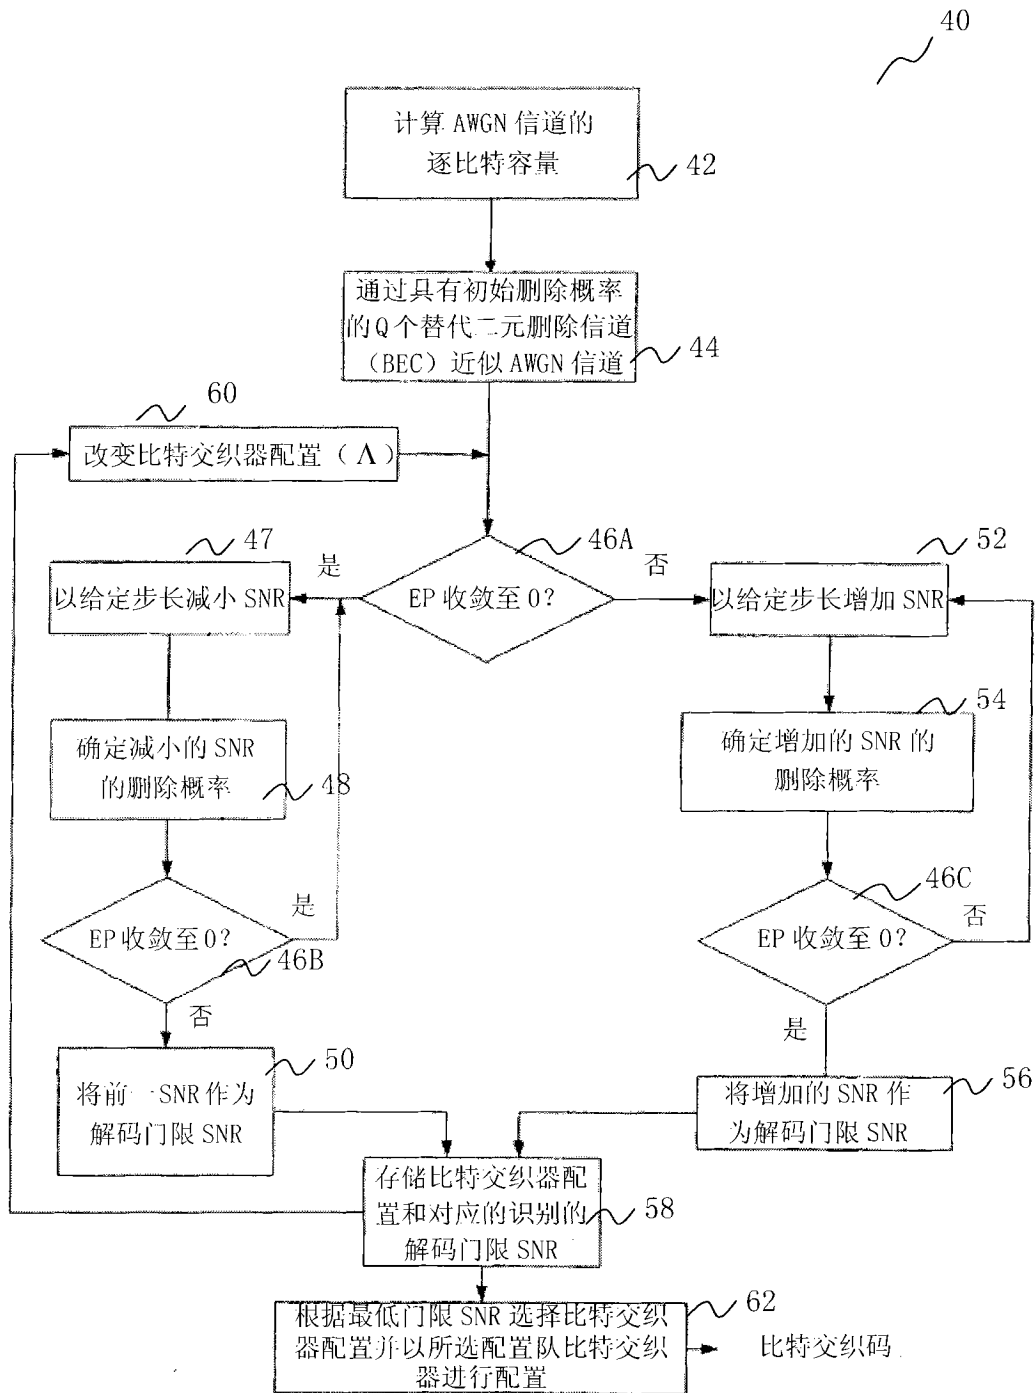 40
计算 AWGN 信道的
逐比特容量
42
通过具有初始删除概率
的Q个替代二元删除信道
（BEC）近似 AWGN 信道
44
60
改变比特交织器配置（Λ）
46A
EP 收敛至 0？
是
否
47
以给定步长减小 SNR
52
以给定步长增加 SNR
确定减小的 SNR
的删除概率
48
54
确定增加的 SNR 的
删除概率
EP 收敛至 0？
46B
是
否
46C
EP 收敛至 0？
否
是
50
将前一SNR 作为
解码门限 SNR
56
将增加的 SNR 作
为解码门限 SNR
存储比特交织器配
置和对应的识别的
解码门限 SNR
58
62
根据最低门限 SNR 选择比特交织
器配置并以所选配置队比特交织
器进行配置
比特交织码